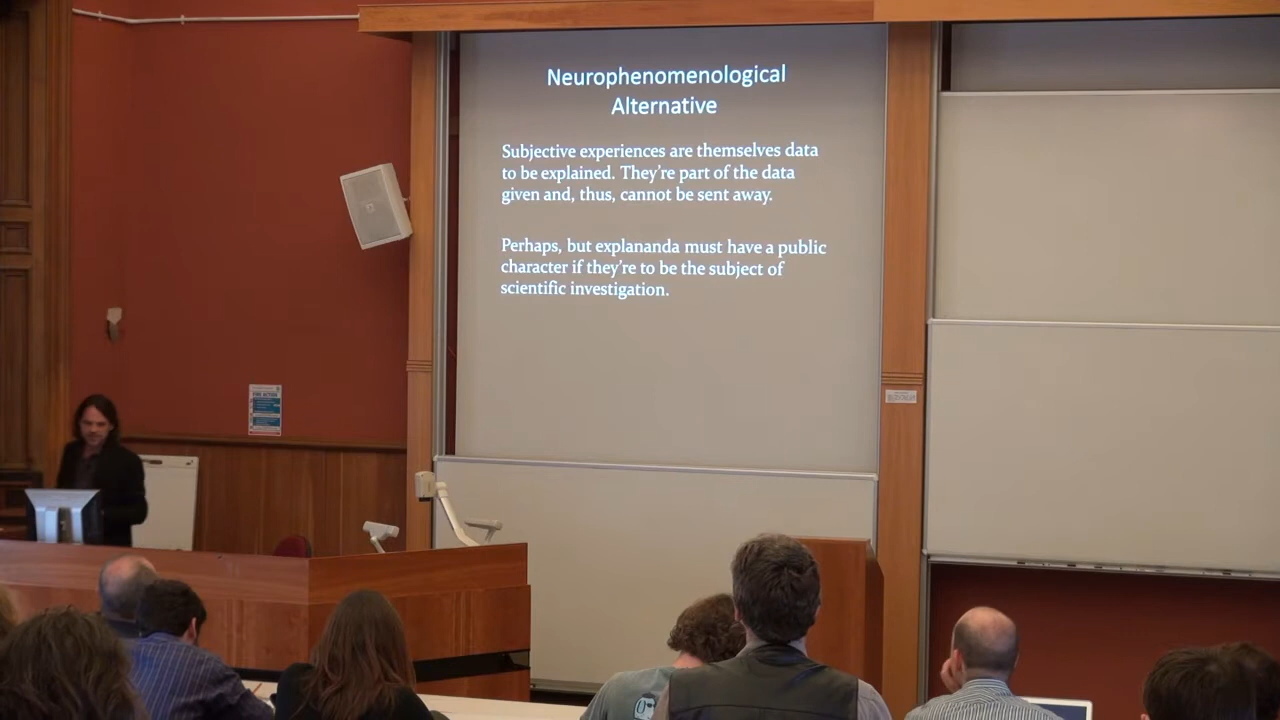 Neurophenomenological
Alternative
Subjective experiences are themselves data
to be explained. They're part of the data
given and, thus, cannot be sent away.
Perhaps, but explananda must have a public
character if they're to be the subject of
scientific investigation.
FIRE ACTION